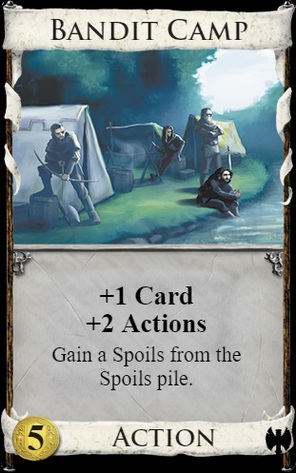 BANDIT CAMP
+1 Card
+2 Actions
Gain a Spoils from the
Spoils pile.
5
ACTION